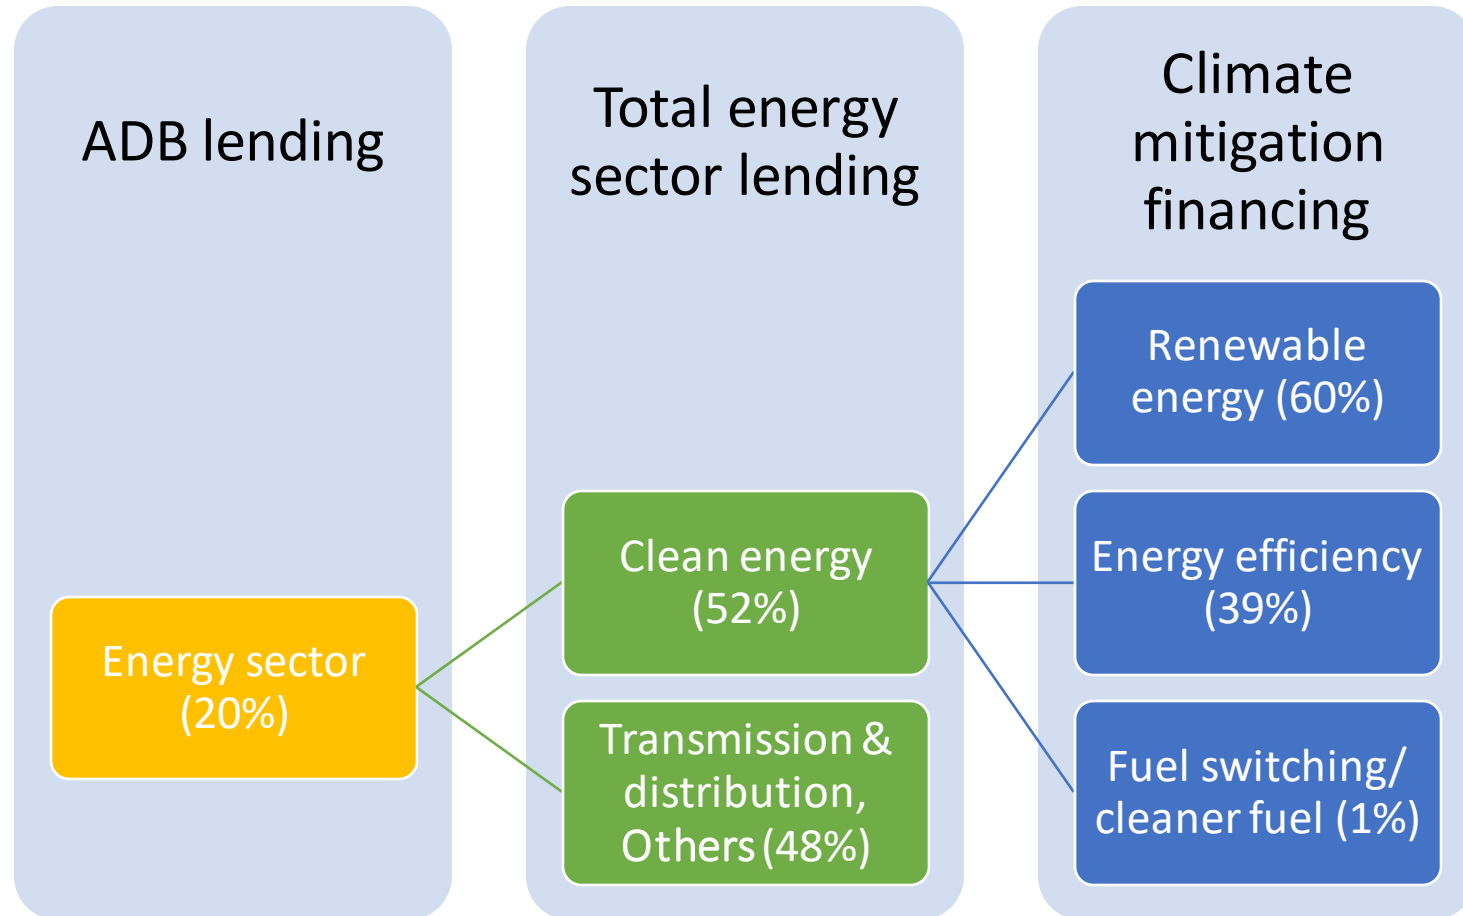 ADB lending
Energy sector
(20%)
Total energy
sector lending
Clean energy
(52%)
Transmission &
distribution,
Others (48%)
Climate
mitigation
financing
Renewable
energy (60%)
Energy efficiency
(39%)
Fuel switching/
cleaner fuel (1%)